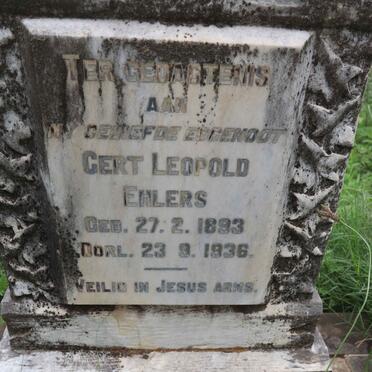 TER GEDAGTENIS
AAN
MY GELIEFDE EGGENOOT
GERT LEOPOLD
EHLERS
GEB. 27. 2. 1893
OORL. 23 9. 1936.
VEILIG IN JESUS ARMS.